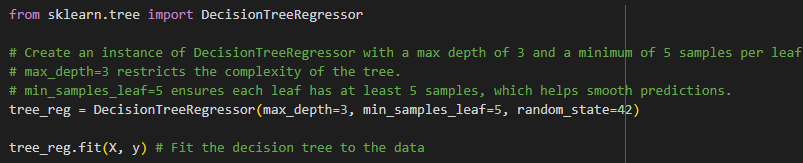 from sklearn.tree import DecisionTreeRegressor
# Create an instance of DecisionTreeRegressor with a max depth of 3 and a minimum of 5 samples per leaf
# max_depth=3 restricts the complexity of the tree.
# min_samples_leaf=5 ensures each leaf has at least 5 samples, which helps smooth predictions.
tree_reg = DecisionTreeRegressor(max_depth=3, min_samples_leaf=5, random_state=42)
tree_reg.fit(X, y) # Fit the decision tree to the data